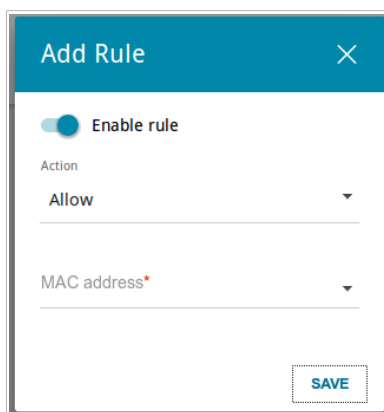 Add Rule
Enable rule
Action
Allow
MAC address*
SAVE